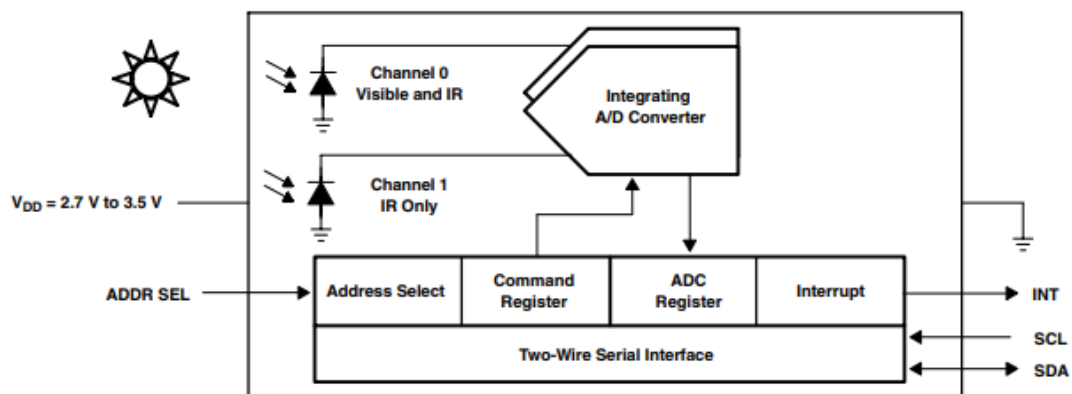 Channel 0
Visible and IR
Integrating
A/D Converter
Channel 1
IR Only
VDD = 2.7 V to 3.5 V
ADDR SEL
Address Select
Command
Register
ADC
Register
Interrupt
INT
Two-Wire Serial Interface
SCL
SDA